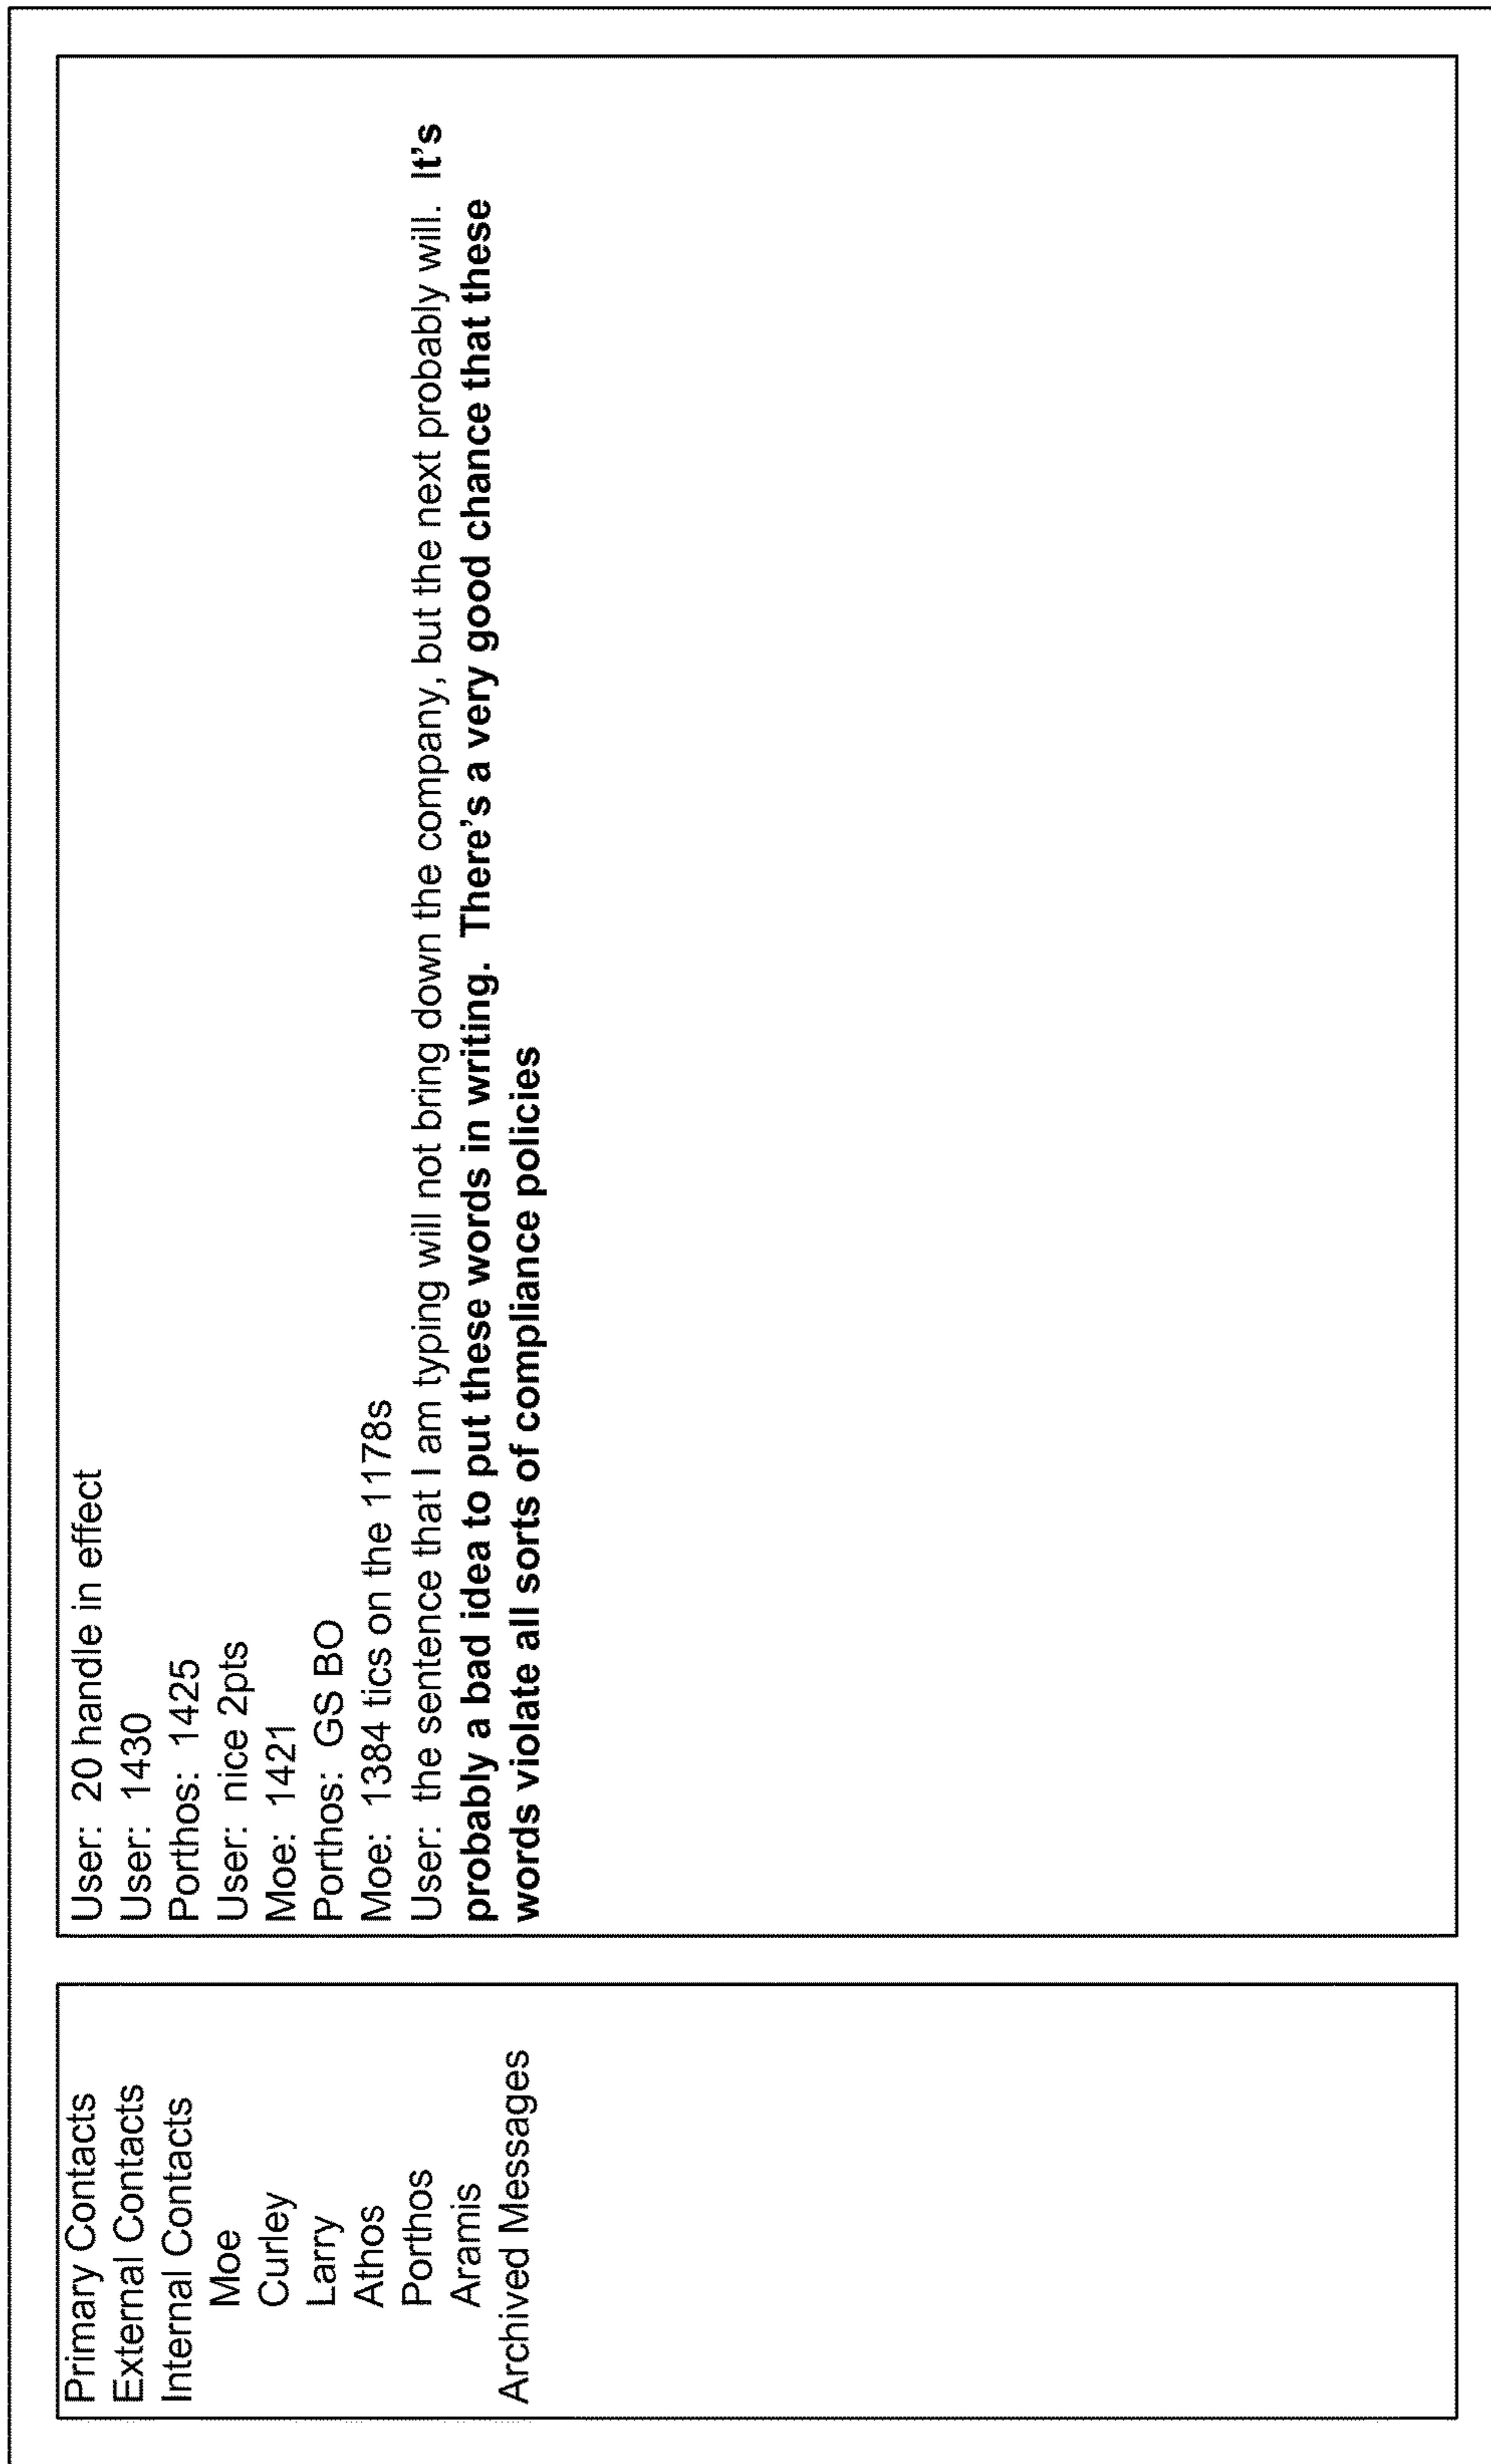 Primary Contacts
External Contacts
Internal Contacts
Moe
Curley
Larry
Athos
Porthos
Aramis
Archived Messages
User: 20 handle in effect
User: 1430
Porthos: 1425
User: nice 2pts
Moe: 1421
Porthos: GS BO
Moe: 1384 tics on the 1178s
User: the sentence that I am typing will not bring down the company, but the next probably will. It's
probably a bad idea to put these words in writing. There's a very good chance that these
words violate all sorts of compliance policies